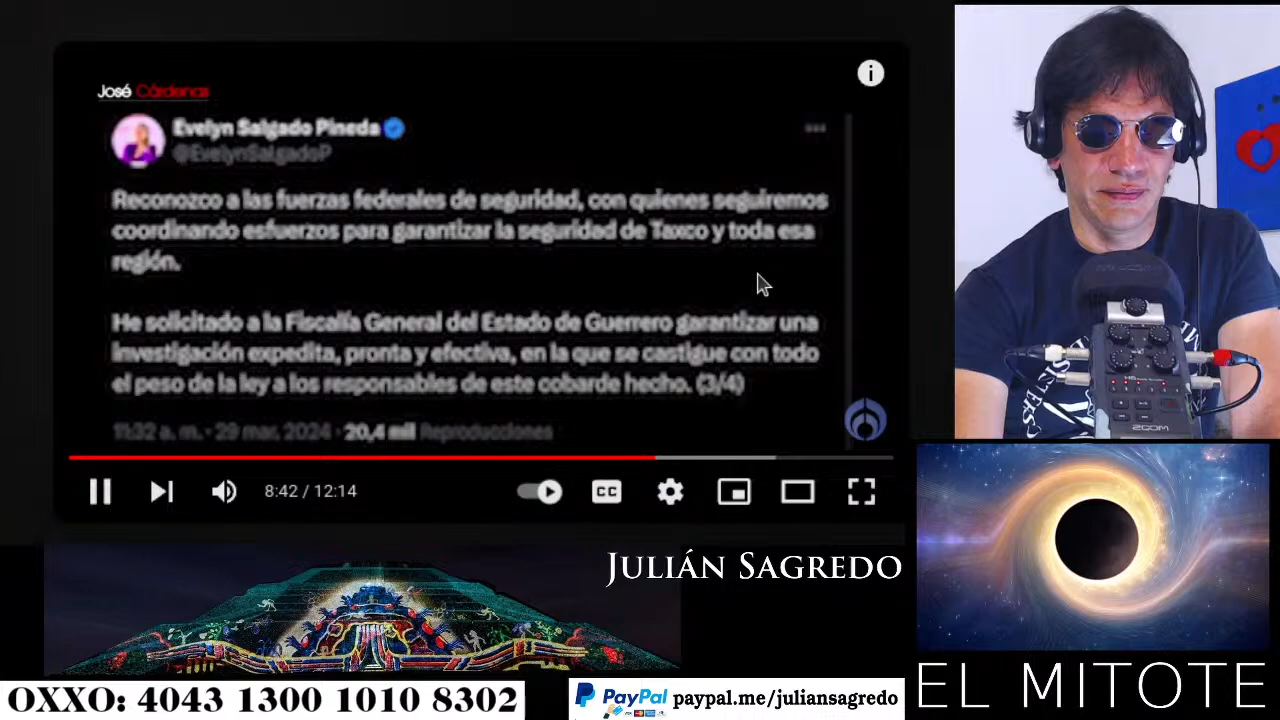 José Cárdenas
Evelyn Salgado Pineda
@EvelynSalgadoP
Reconozco a las fuerzas federales de seguridad, con quienes seguiremos
coordinando esfuerzos para garantizar la seguridad de Taxco y toda esa
región.
He solicitado a la Fiscalía General del Estado de Guerrero garantizar una
investigación expedita, pronta y efectiva, en la que se castigue con todo
el peso de la ley a los responsables de este cobarde hecho. (3/4)
11:32 a. m. · 29 mar. 2024 · 20,4 mil Reproducciones
8:42 / 12:14
CC
zoom
JULIÁN SAGREDO
EL MITOTE
OXXO: 4043 1300 1010 8302
PayPal paypal.me/juliansagredo